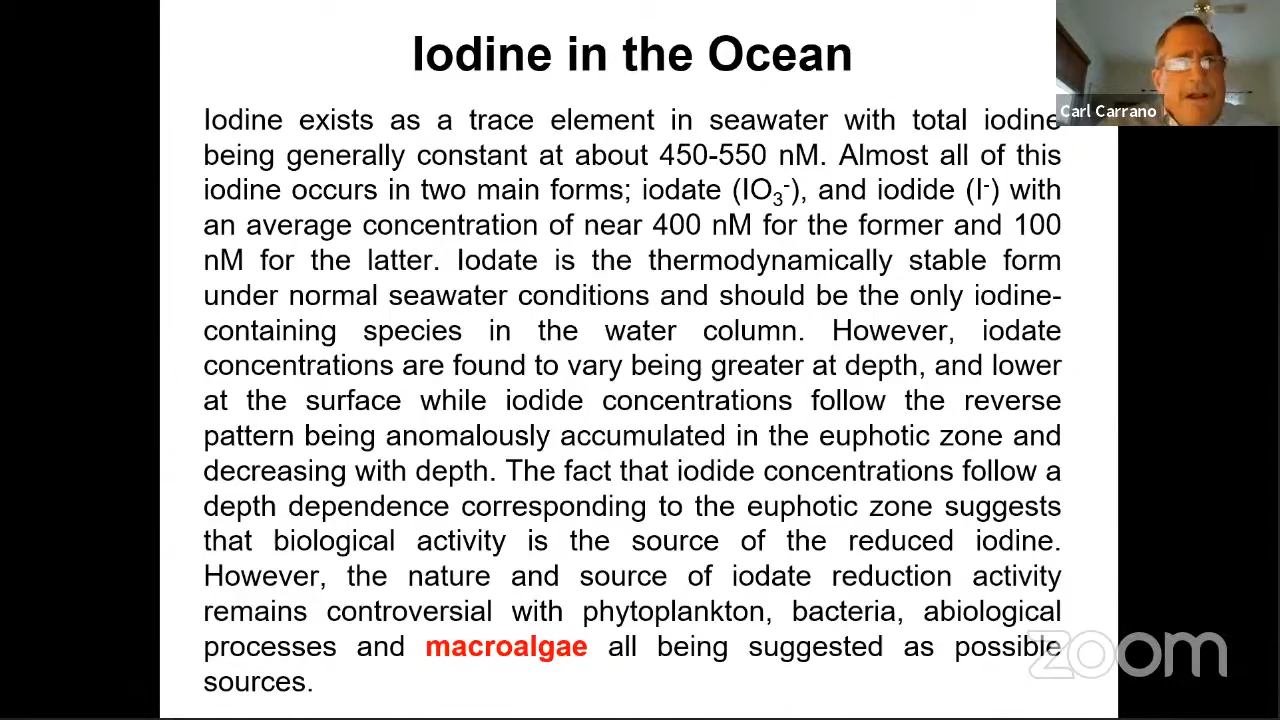 Iodine in the Ocean
Carl Carrano
Iodine exists as a trace element in seawater with total iodine
being generally constant at about 450-550 nM. Almost all of this
iodine occurs in two main forms; iodate (IO₃⁻), and iodide (I⁻) with
an average concentration of near 400 nM for the former and 100
nM for the latter. Iodate is the thermodynamically stable form
under normal seawater conditions and should be the only iodine-
containing species in the water column. However, iodate
concentrations are found to vary being greater at depth, and lower
at the surface while iodide concentrations follow the reverse
pattern being anomalously accumulated in the euphotic zone and
decreasing with depth. The fact that iodide concentrations follow a
depth dependence corresponding to the euphotic zone suggests
that biological activity is the source of the reduced iodine.
However, the nature and source of iodate reduction activity
remains controversial with phytoplankton, bacteria, abiological
processes and macroalgae all being suggested as possible
sources.
zoom